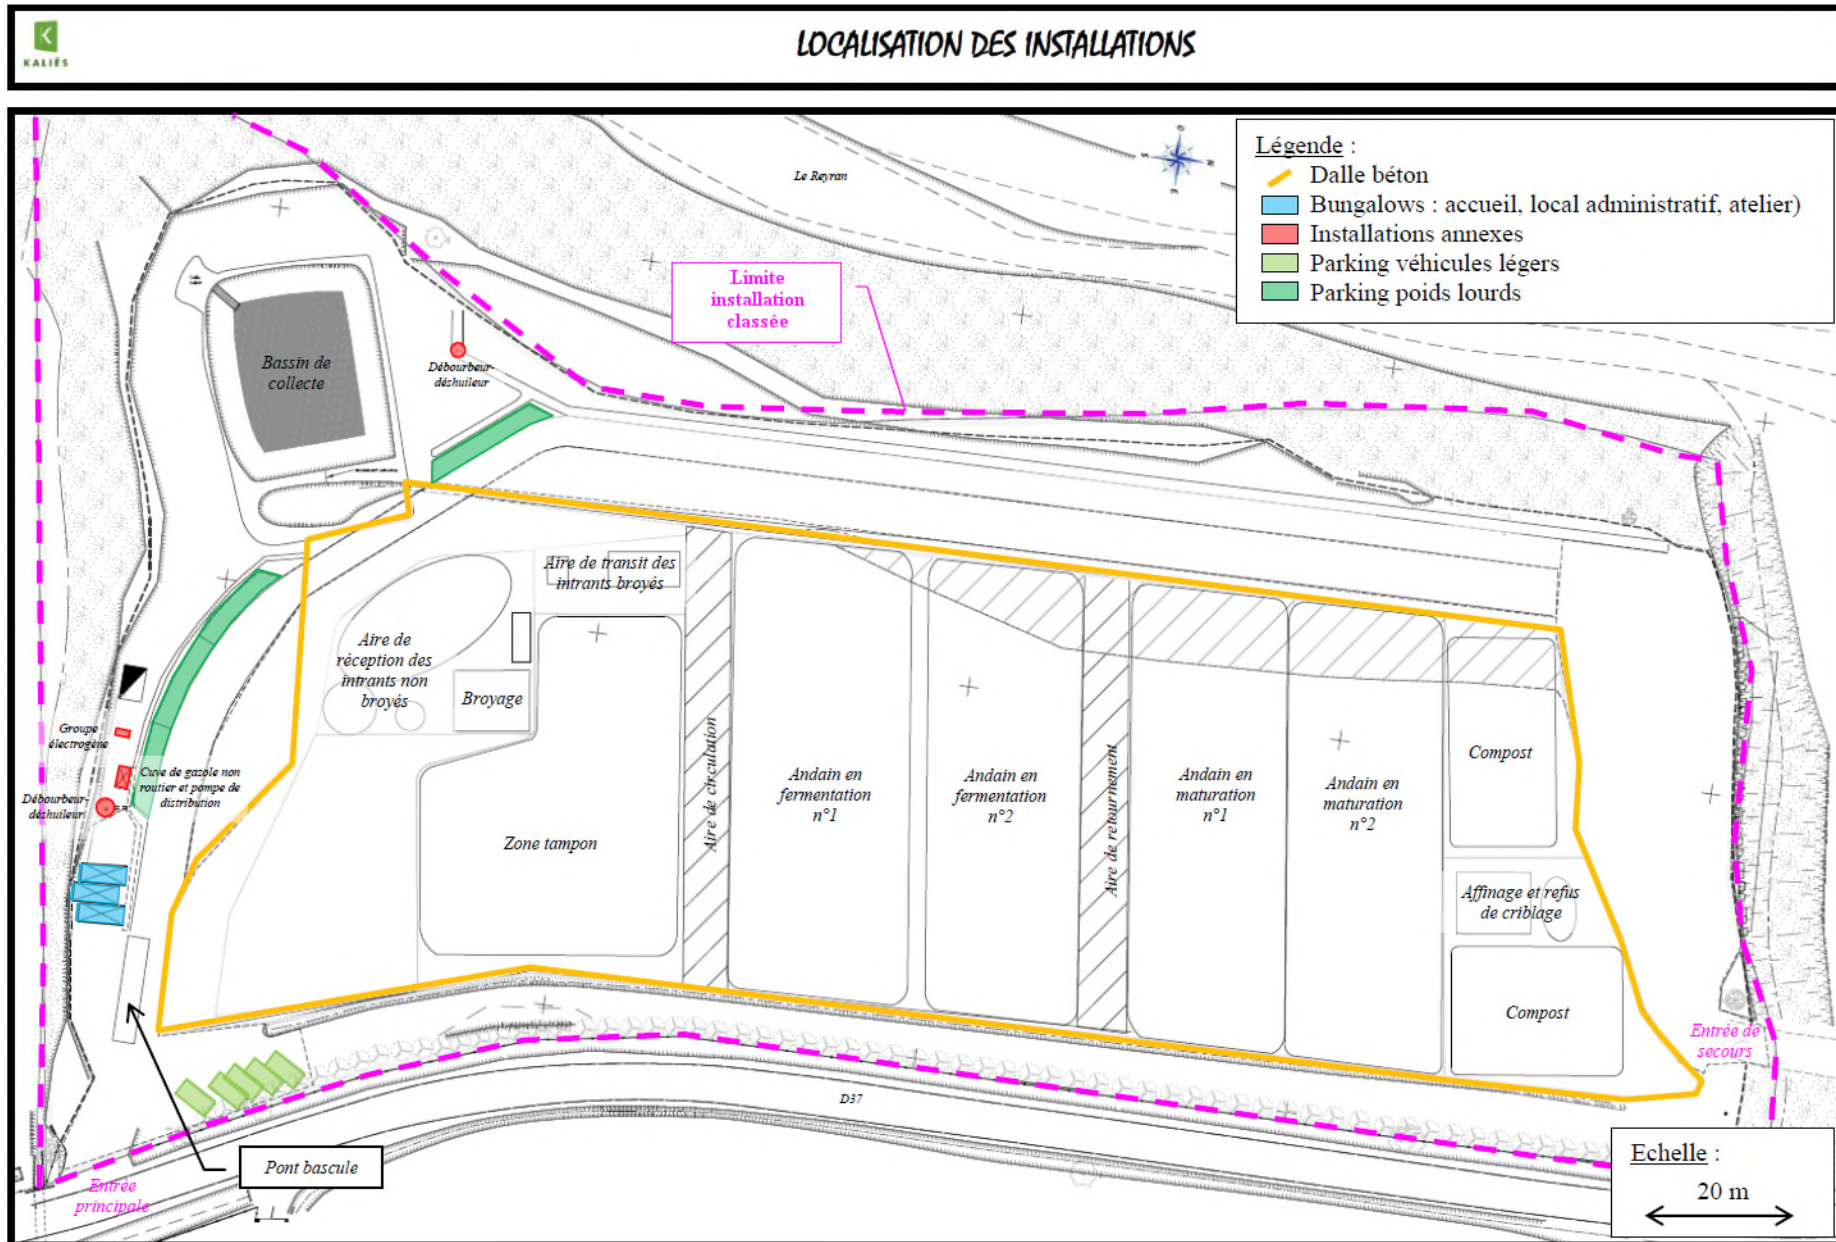 KALIÈS
LOCALISATION DES INSTALLATIONS
Légende :
Dalle béton
Bungalows : accueil, local administratif, atelier)
Installations annexes
Parking véhicules légers
Parking poids lourds
Le Reyran
O
S
N
E
Limite
installation
classée
Bassin de
collecte
Débourbeur-
déshuileur
Aire de transit des
intrants broyés
Aire de
réception des
intrants non
broyés
Broyage
Groupe
électrogène
Cuve de gazole non
routier et pompe de
distribution
Débourbeur-
déshuileur
Zone tampon
Aire de circulation
Andain en
fermentation
n°1
Andain en
fermentation
n°2
Aire de retournement
Andain en
maturation
n°1
Andain en
maturation
n°2
Compost
Affinage et refus
de criblage
Compost
Entrée de
secours
D37
Pont bascule
Entrée
principale
Echelle :
20 m